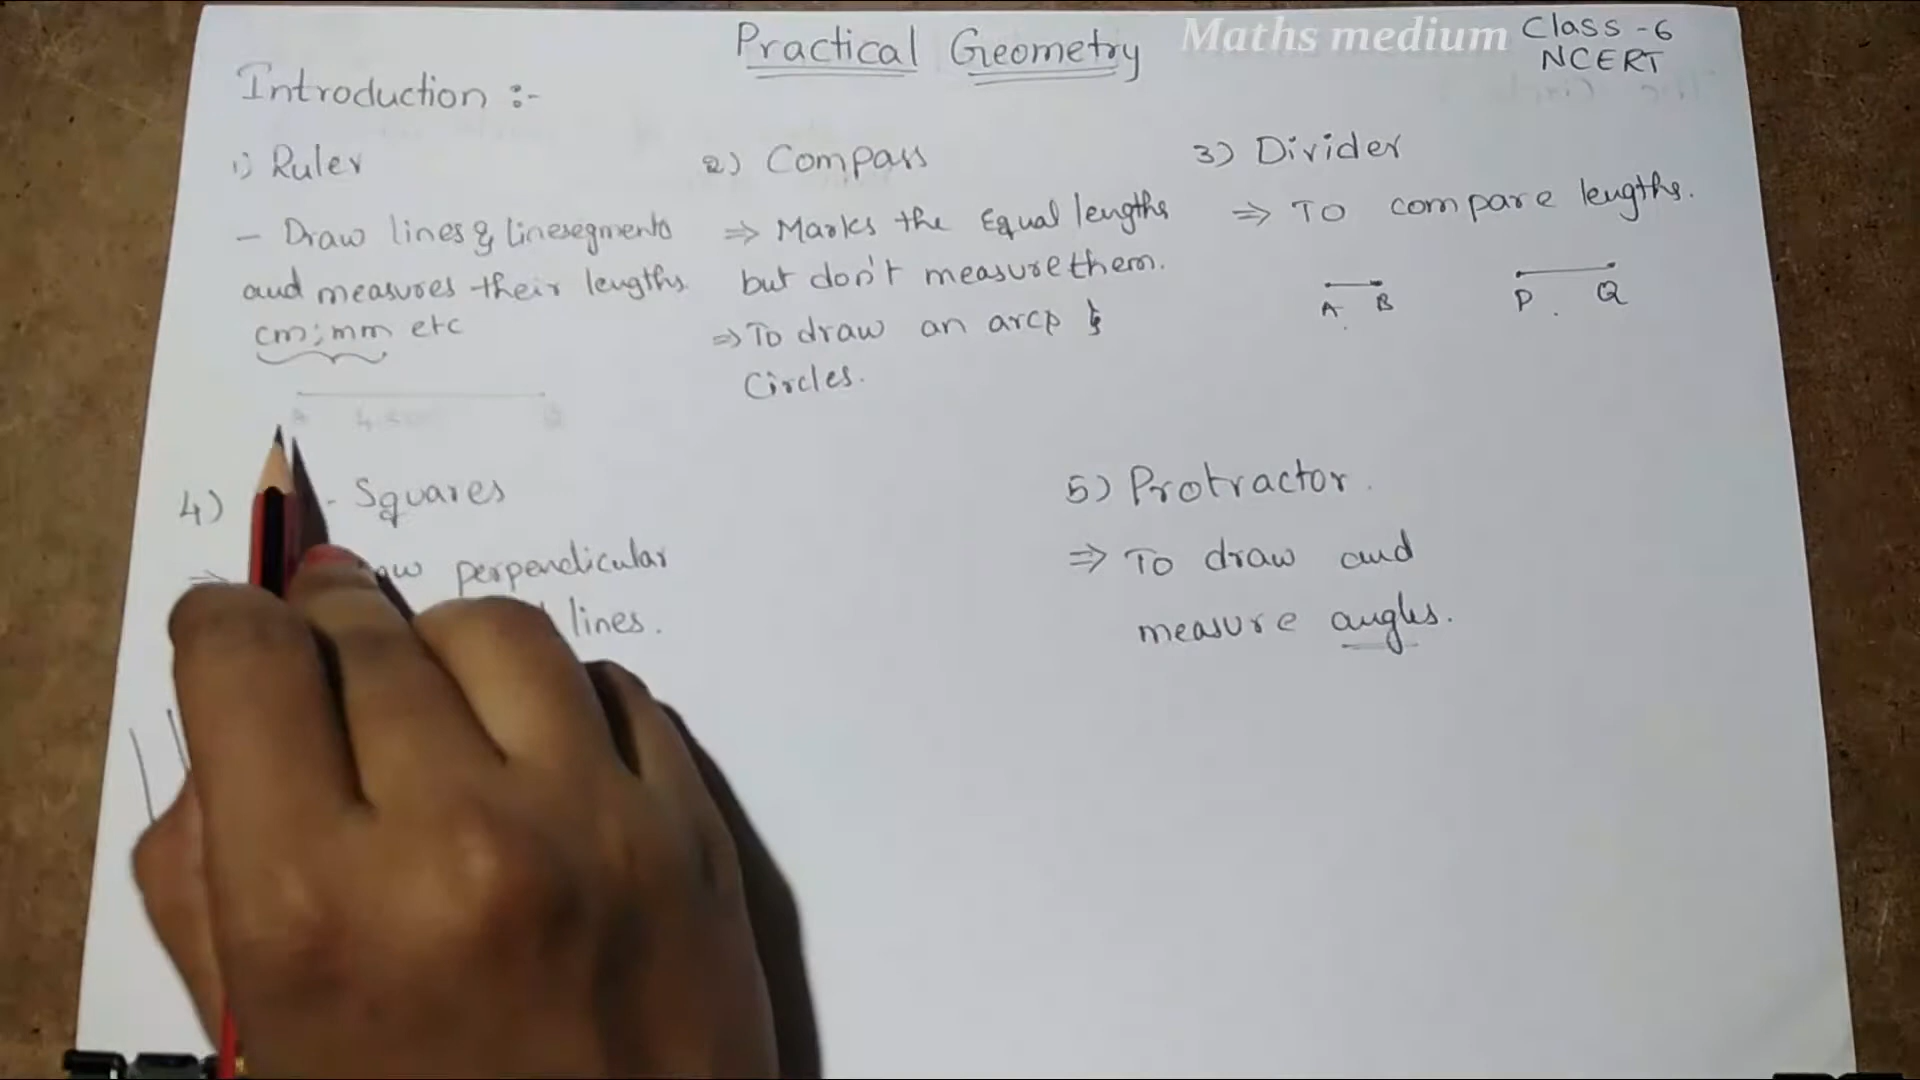 Practical Geometry
Maths medium
Class - 6
NCERT
Introduction :-
1) Ruler
- Draw lines & linesegments
and measures their lengths.
cm; mm etc
2) Compass
⇒ Marks the Equal lengths
but don't measure them.
⇒ To draw an arcs &
Circles.
3) Divider
⇒ To compare lengths.
A B
P Q
4) - Squares
⇒ perpendicular
lines.
5) Protractor.
⇒ To draw and
measure angles.